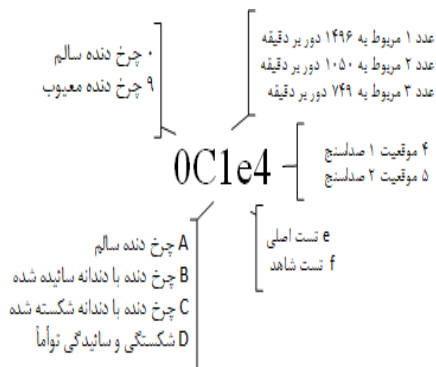 عدد ۱ مربوط به ۱۴۹۶ دور بر دقیقه
عدد ۲ مربوط به ۱۰۵۰ دور بر دقیقه
عدد ۳ مربوط به ۷۴۹ دور بر دقیقه
۰ چرخ دنده سالم
۹ چرخ دنده معیوب
0C1e4
۴ موقعیت ۱ صداسنج
۵ موقعیت ۲ صداسنج
e تست اصلی
f تست شاهد
A چرخ دنده سالم
B چرخ دنده با دندانه سائیده شده
C چرخ دنده با دندانه شکسته شده
D شکستگی و سائیدگی توأماً